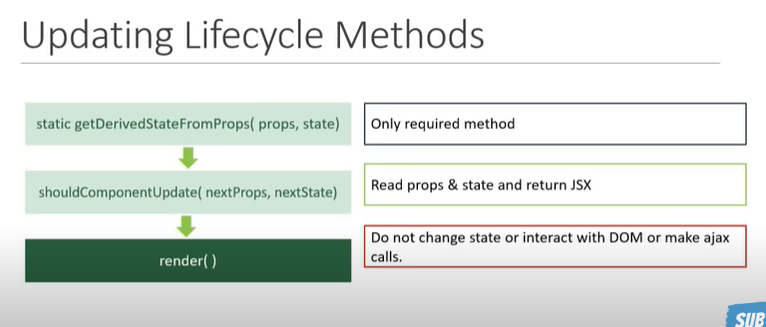 Updating Lifecycle Methods
static getDerivedStateFromProps( props, state)
Only required method
shouldComponentUpdate( nextProps, nextState)
Read props & state and return JSX
render( )
Do not change state or interact with DOM or make ajax
calls.
SUB